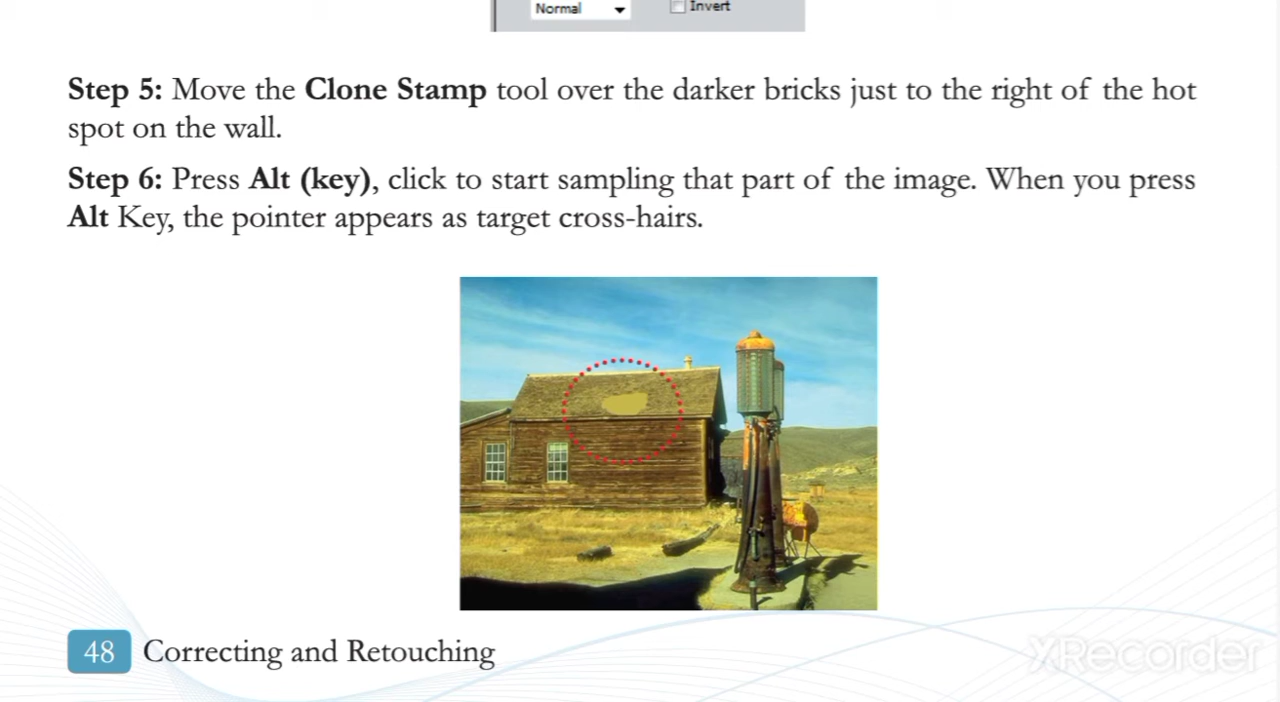 Normal
Invert
Step 5: Move the Clone Stamp tool over the darker bricks just to the right of the hot
spot on the wall.
Step 6: Press Alt (key), click to start sampling that part of the image. When you press
Alt Key, the pointer appears as target cross-hairs.
48 Correcting and Retouching
XRecorder